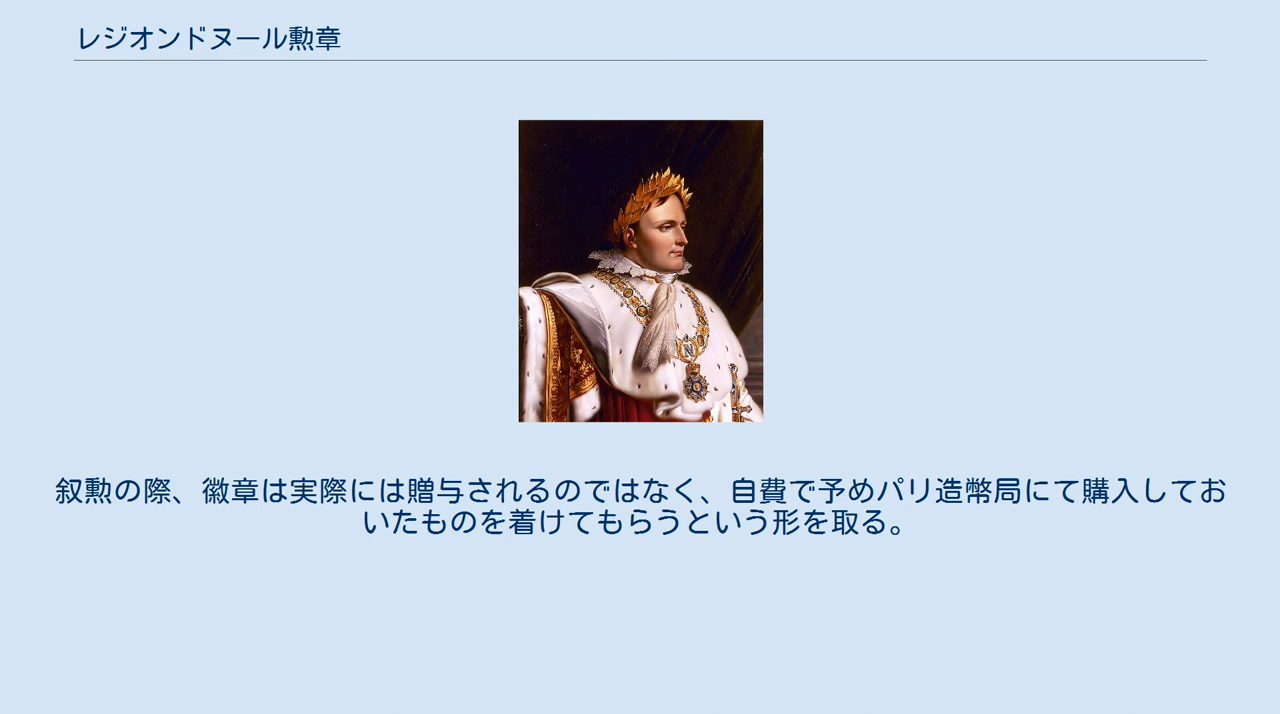 レジオンドヌール勲章
叙勲の際、徽章は実際には贈与されるのではなく、自費で予めパリ造幣局にて購入してお
いたものを着けてもらうという形を取る。